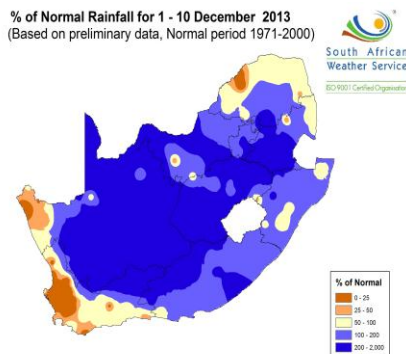 % of Normal Rainfall for 1 - 10 December 2013
(Based on preliminary data, Normal period 1971-2000)
South African
Weather Service
ISO 9001 Certified Organisation
% of Normal
0 - 25
25 - 50
50 - 100
100 - 200
200 - 2,000